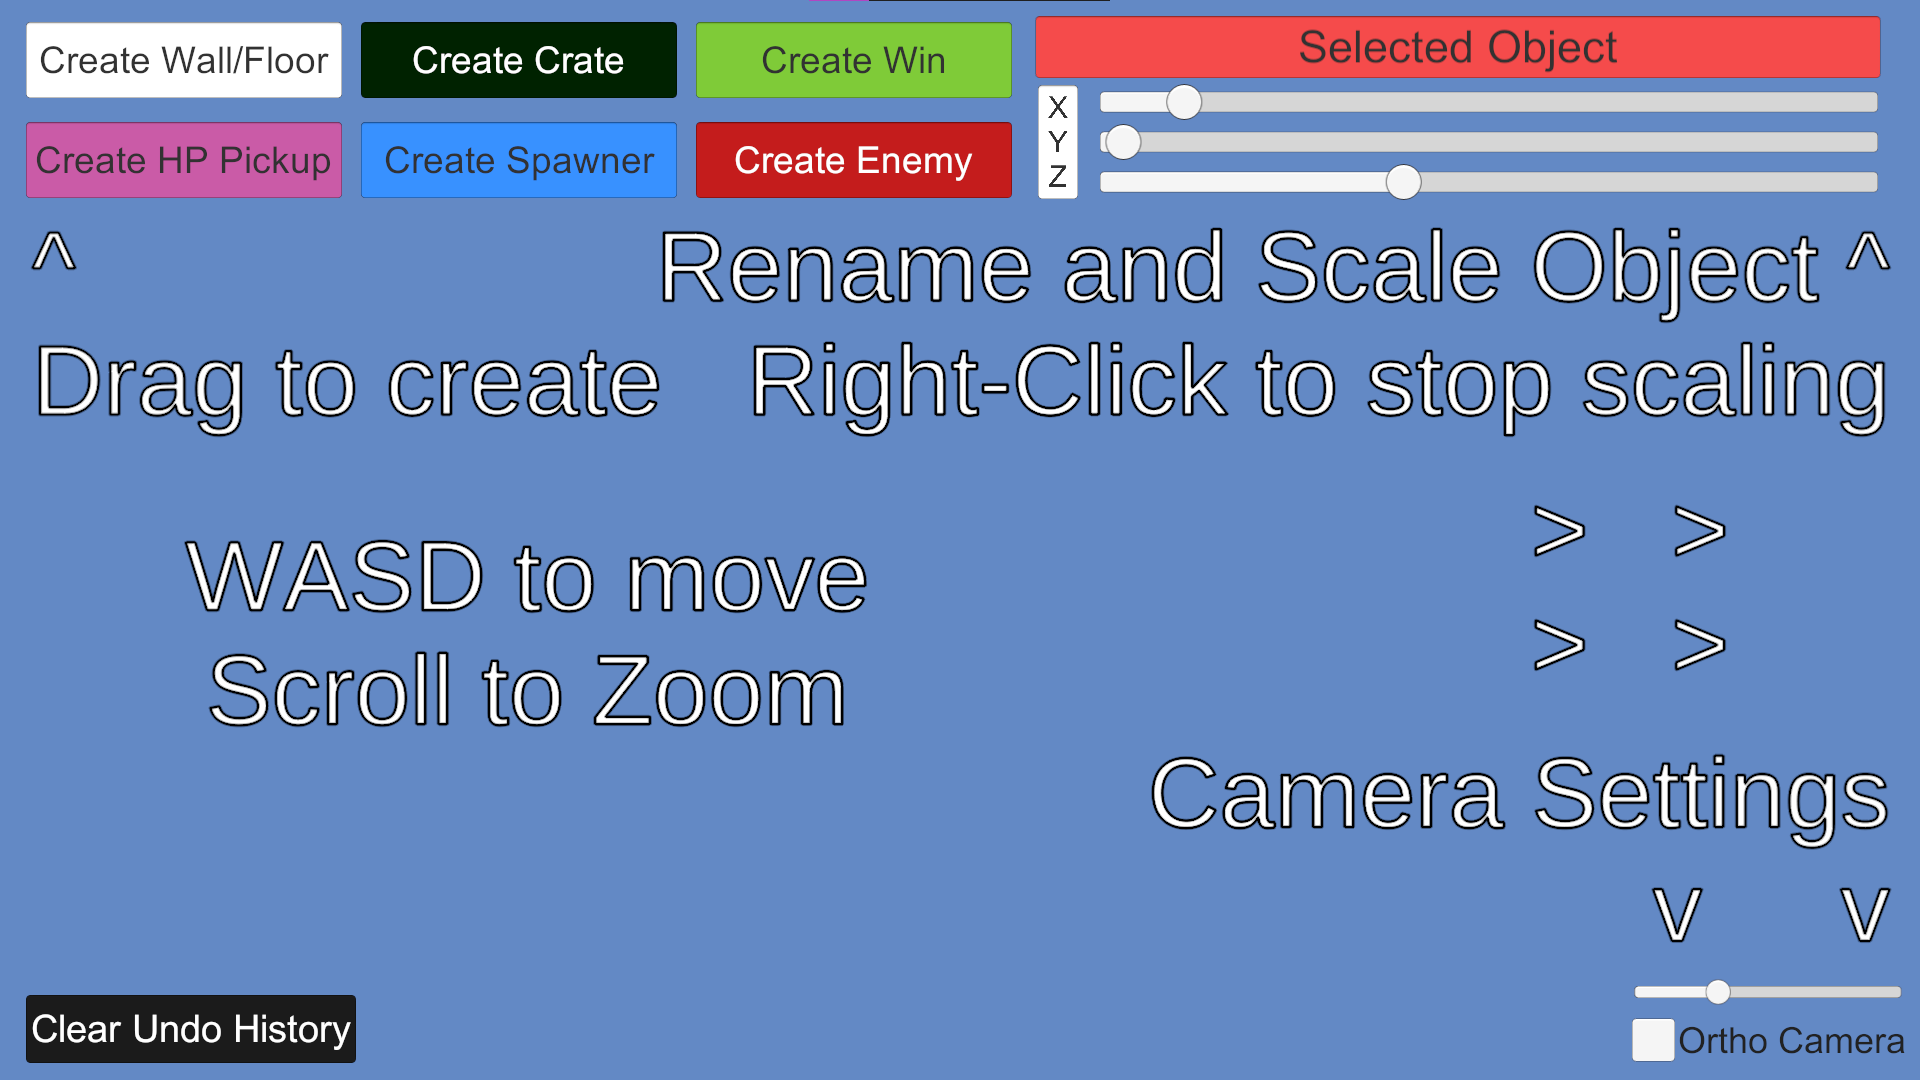 Create Wall/Floor
Create Crate
Create Win
Selected Object
Create HP Pickup
Create Spawner
Create Enemy
X
Y
Z
^
Rename and Scale Object ^
Drag to create
Right-Click to stop scaling
> >
WASD to move
> >
Scroll to Zoom
Camera Settings
V V
Clear Undo History
Ortho Camera